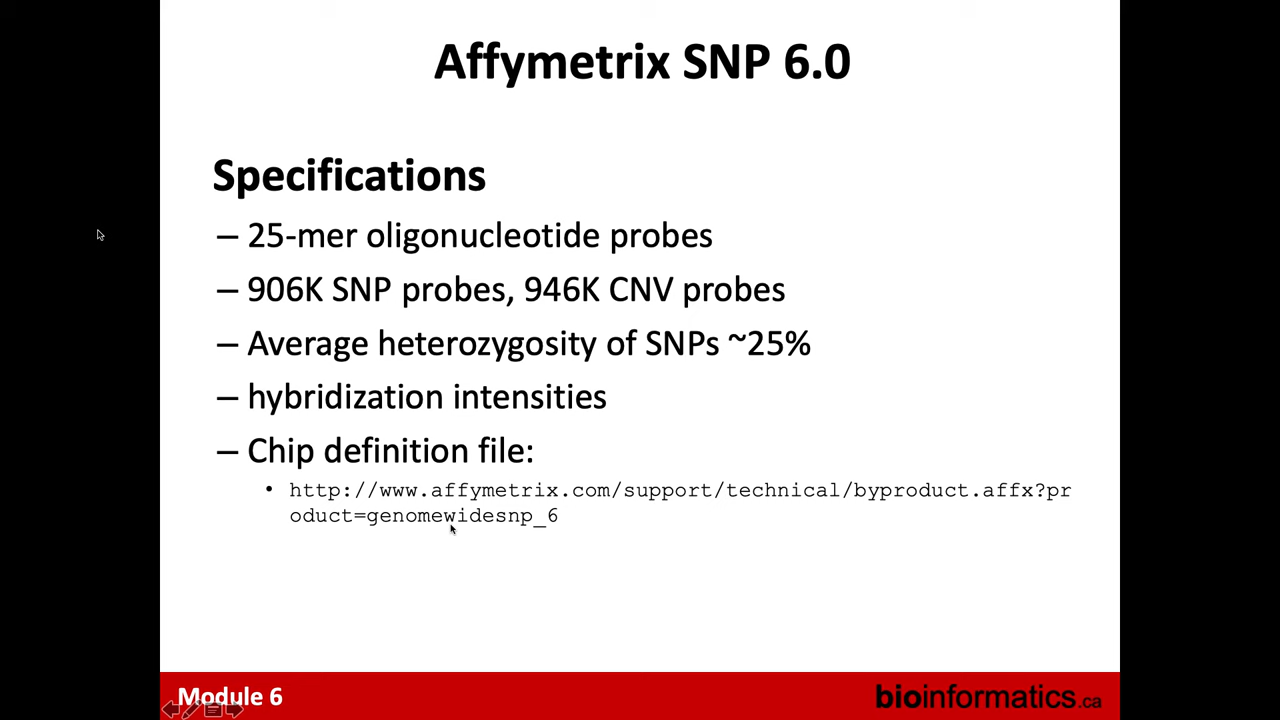 Affymetrix SNP 6.0
Specifications
– 25-mer oligonucleotide probes
– 906K SNP probes, 946K CNV probes
– Average heterozygosity of SNPs ~25%
– hybridization intensities
– Chip definition file:
• http://www.affymetrix.com/support/technical/byproduct.affx?pr
oduct=genomewidesnp_6
Module 6
bioinformatics.ca